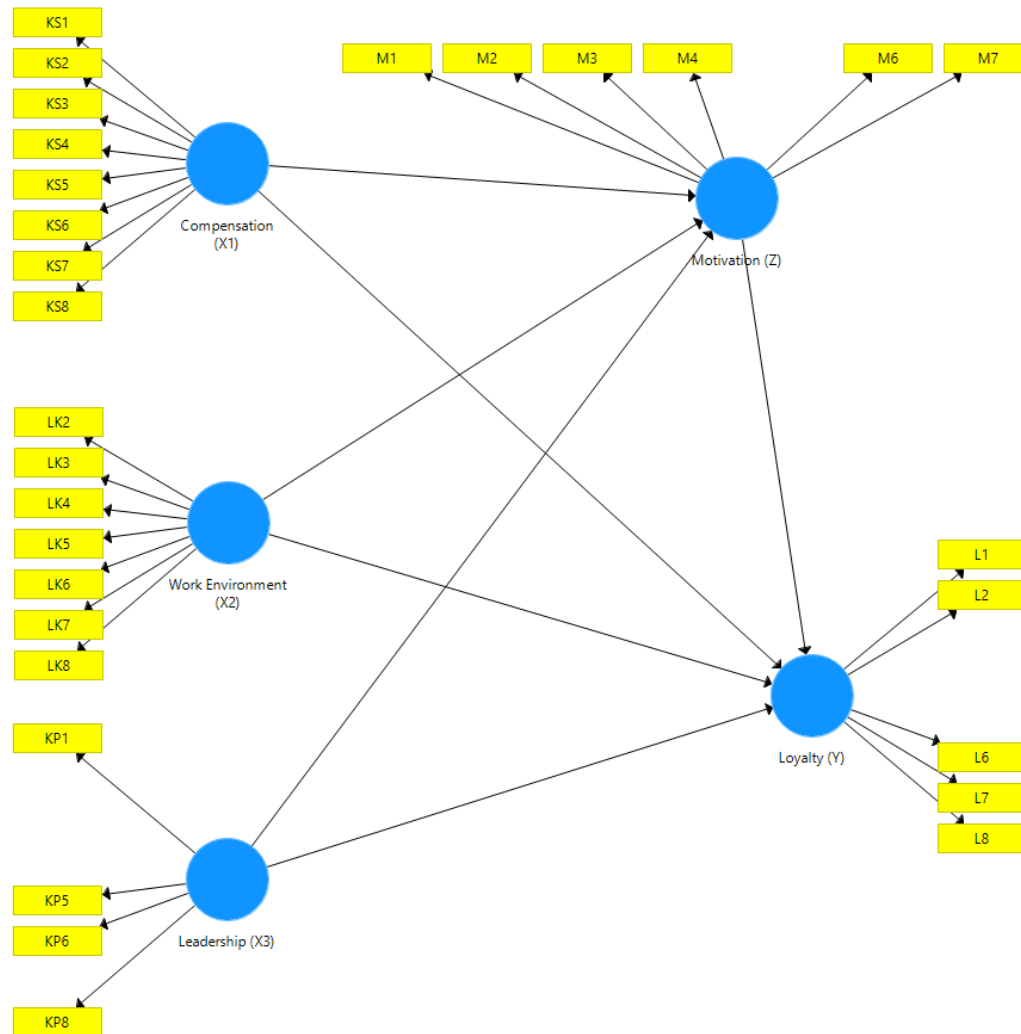 KS1
KS2
KS3
KS4
KS5
KS6
KS7
KS8
Compensation
(X1)
M1
M2
M3
M4
M6
M7
Motivation (Z)
LK2
LK3
LK4
LK5
LK6
LK7
LK8
Work Environment
(X2)
L1
L2
L6
L7
L8
Loyalty (Y)
KP1
KP5
KP6
KP8
Leadership (X3)